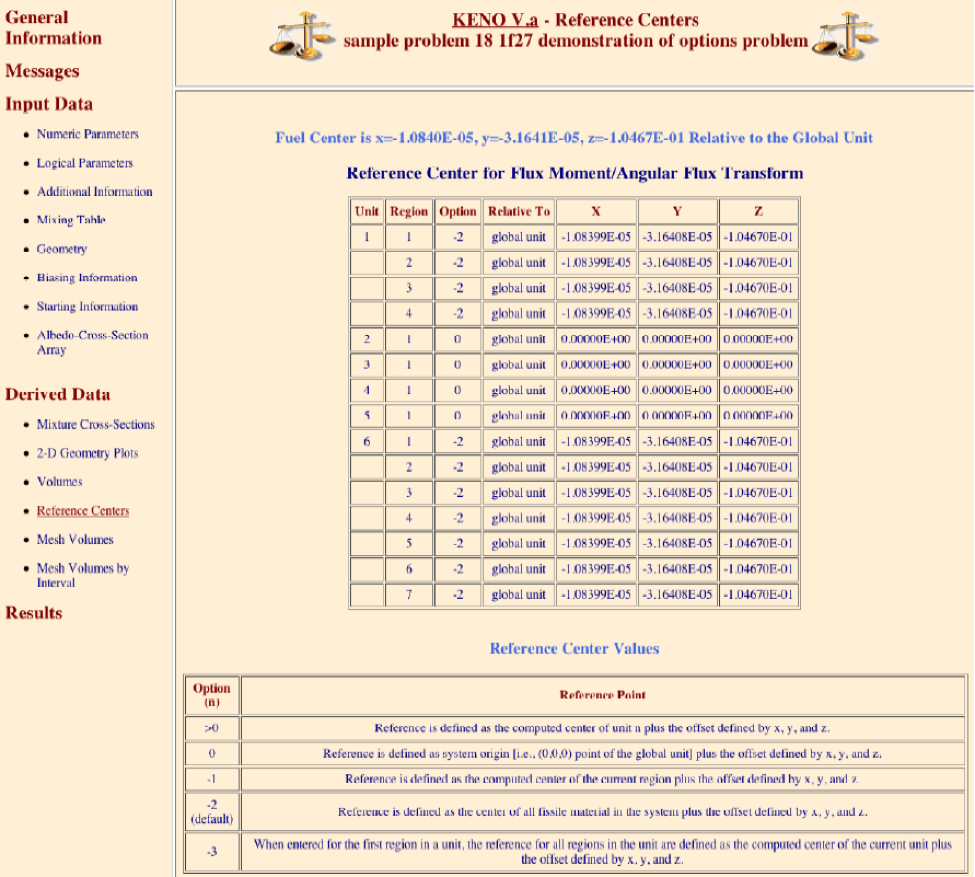 General
Information
Messages
Input Data
Numeric Parameters
Logical Parameters
Additional Information
Mixing Table
Geometry
Biasing Information
Starting Information
Albedo-Cross-Section
Array
Derived Data
Mixture Cross-Sections
2-D Geometry Plots
Volumes
Reference Centers
Mesh Volumes
Mesh Volumes by
Interval
Results
KENO V.a - Reference Centers
sample problem 18 1f27 demonstration of options problem
Fuel Center is x=-1.0840E-05, y=-3.1641E-05, z=-1.0467E-01 Relative to the Global Unit
Reference Center for Flux Moment/Angular Flux Transform
Unit Region Option Relative To X Y Z
1 1 -2 global unit -1.08399E-05 -3.16408E-05 -1.04670E-01
2 -2 global unit -1.08399E-05 -3.16408E-05 -1.04670E-01
3 -2 global unit -1.08399E-05 -3.16408E-05 -1.04670E-01
4 -2 global unit -1.08399E-05 -3.16408E-05 -1.04670E-01
2 1 0 global unit 0.00000E+00 0.00000E+00 0.00000E+00
3 1 0 global unit 0.00000E+00 0.00000E+00 0.00000E+00
4 1 0 global unit 0.00000E+00 0.00000E+00 0.00000E+00
5 1 0 global unit 0.00000E+00 0.00000E+00 0.00000E+00
6 1 -2 global unit -1.08399E-05 -3.16408E-05 -1.04670E-01
2 -2 global unit -1.08399E-05 -3.16408E-05 -1.04670E-01
3 -2 global unit -1.08399E-05 -3.16408E-05 -1.04670E-01
4 -2 global unit -1.08399E-05 -3.16408E-05 -1.04670E-01
5 -2 global unit -1.08399E-05 -3.16408E-05 -1.04670E-01
6 -2 global unit -1.08399E-05 -3.16408E-05 -1.04670E-01
7 -2 global unit -1.08399E-05 -3.16408E-05 -1.04670E-01
Reference Center Values
Option
(n) Reference Point
>0 Reference is defined as the computed center of unit n plus the offset defined by x, y, and z.
0 Reference is defined as system origin [i.e., (0,0,0) point of the global unit] plus the offset defined by x, y, and z.
-1 Reference is defined as the computed center of the current region plus the offset defined by x, y, and z.
-2
(default) Reference is defined as the center of all fissile material in the system plus the offset defined by x, y, and z.
-3 When entered for the first region in a unit, the reference for all regions in the unit are defined as the computed center of the current unit plus
the offset defined by x, y, and z.